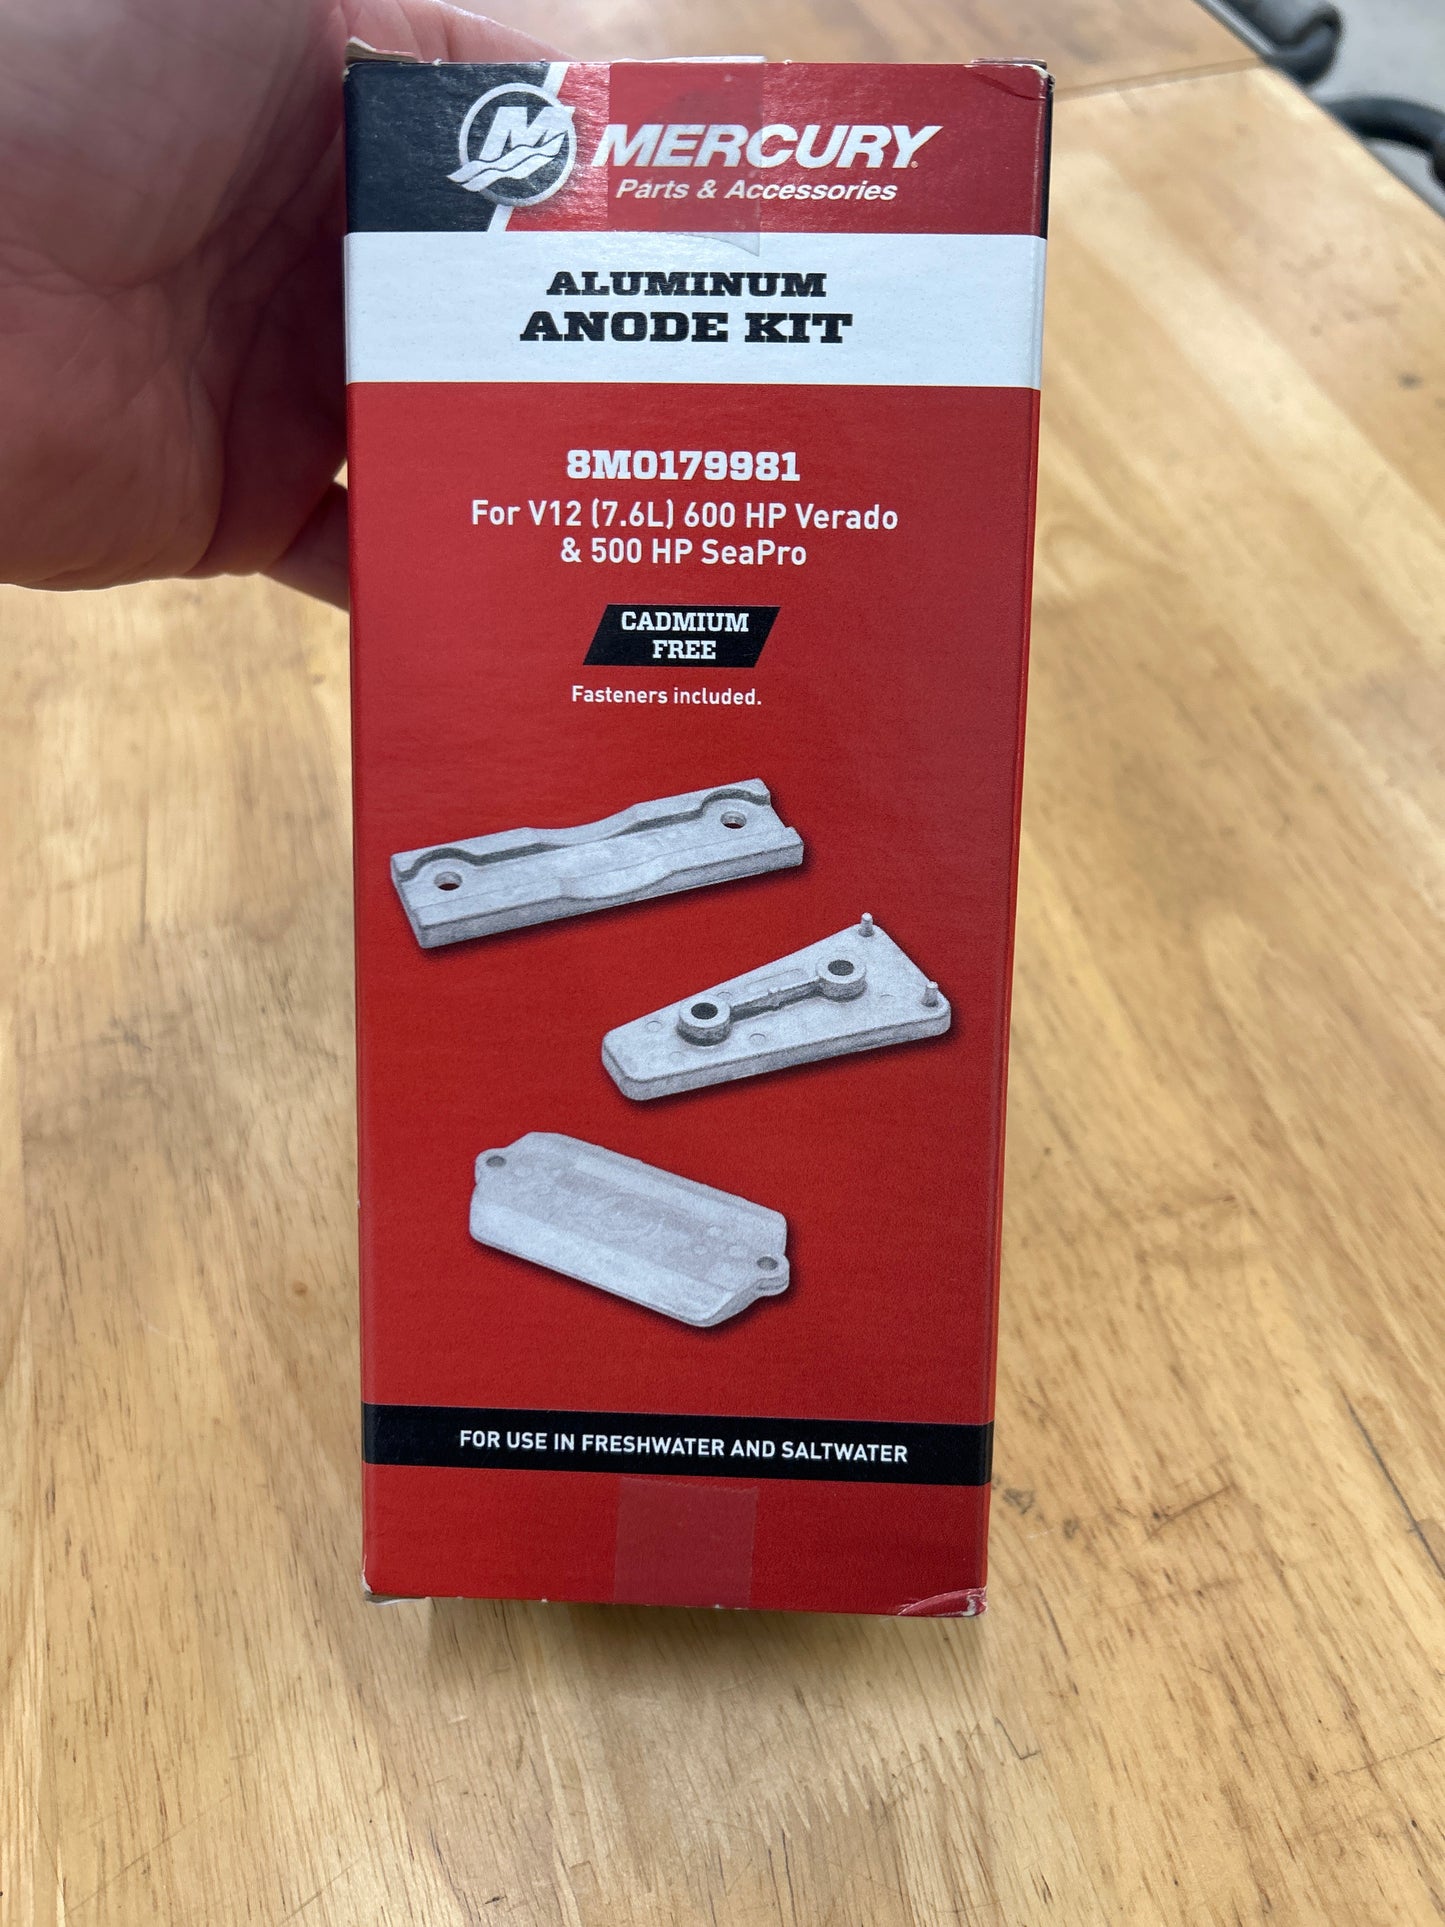 MERCURY
Parts & Accessories
ALUMINUM
ANODE KIT
8M0179981
For V12 (7.6L) 600 HP Verado
& 500 HP SeaPro
CADMIUM
FREE
Fasteners included.
FOR USE IN FRESHWATER AND SALTWATER